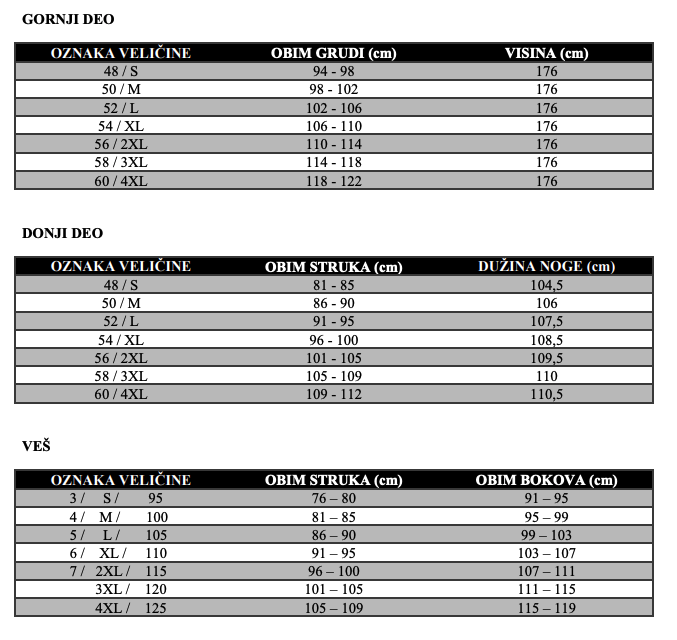 GORNJI DEO
OZNAKA VELIČINE OBIM GRUDI (cm) VISINA (cm)
48 / S 94 - 98 176
50 / M 98 - 102 176
52 / L 102 - 106 176
54 / XL 106 - 110 176
56 / 2XL 110 - 114 176
58 / 3XL 114 - 118 176
60 / 4XL 118 - 122 176
DONJI DEO
OZNAKA VELIČINE OBIM STRUKA (cm) DUŽINA NOGE (cm)
48 / S 81 - 85 104,5
50 / M 86 - 90 106
52 / L 91 - 95 107,5
54 / XL 96 - 100 108,5
56 / 2XL 101 - 105 109,5
58 / 3XL 105 - 109 110
60 / 4XL 109 - 112 110,5
VEŠ
OZNAKA VELIČINE OBIM STRUKA (cm) OBIM BOKOVA (cm)
3 / S / 95 76 – 80 91 – 95
4 / M / 100 81 – 85 95 – 99
5 / L / 105 86 – 90 99 – 103
6 / XL / 110 91 – 95 103 – 107
7 / 2XL / 115 96 – 100 107 – 111
3XL / 120 101 – 105 111 – 115
4XL / 125 105 – 109 115 – 119